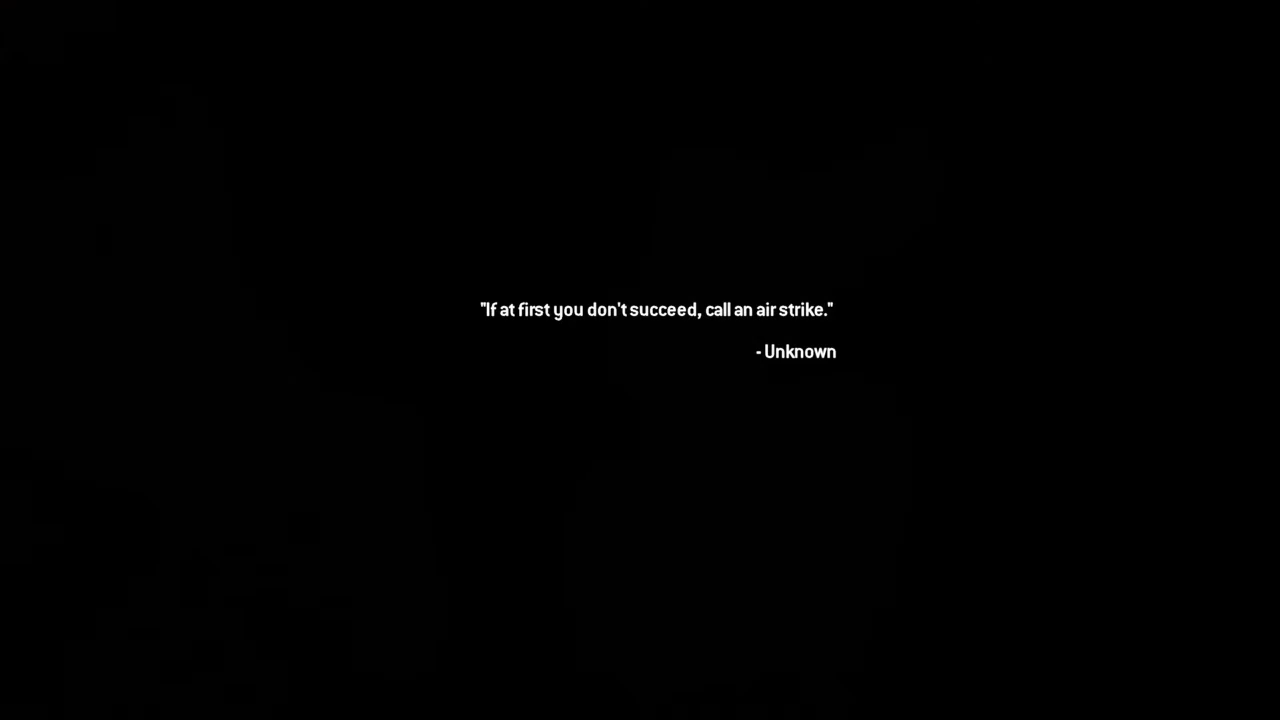 "If at first you don't succeed, call an air strike."
- Unknown